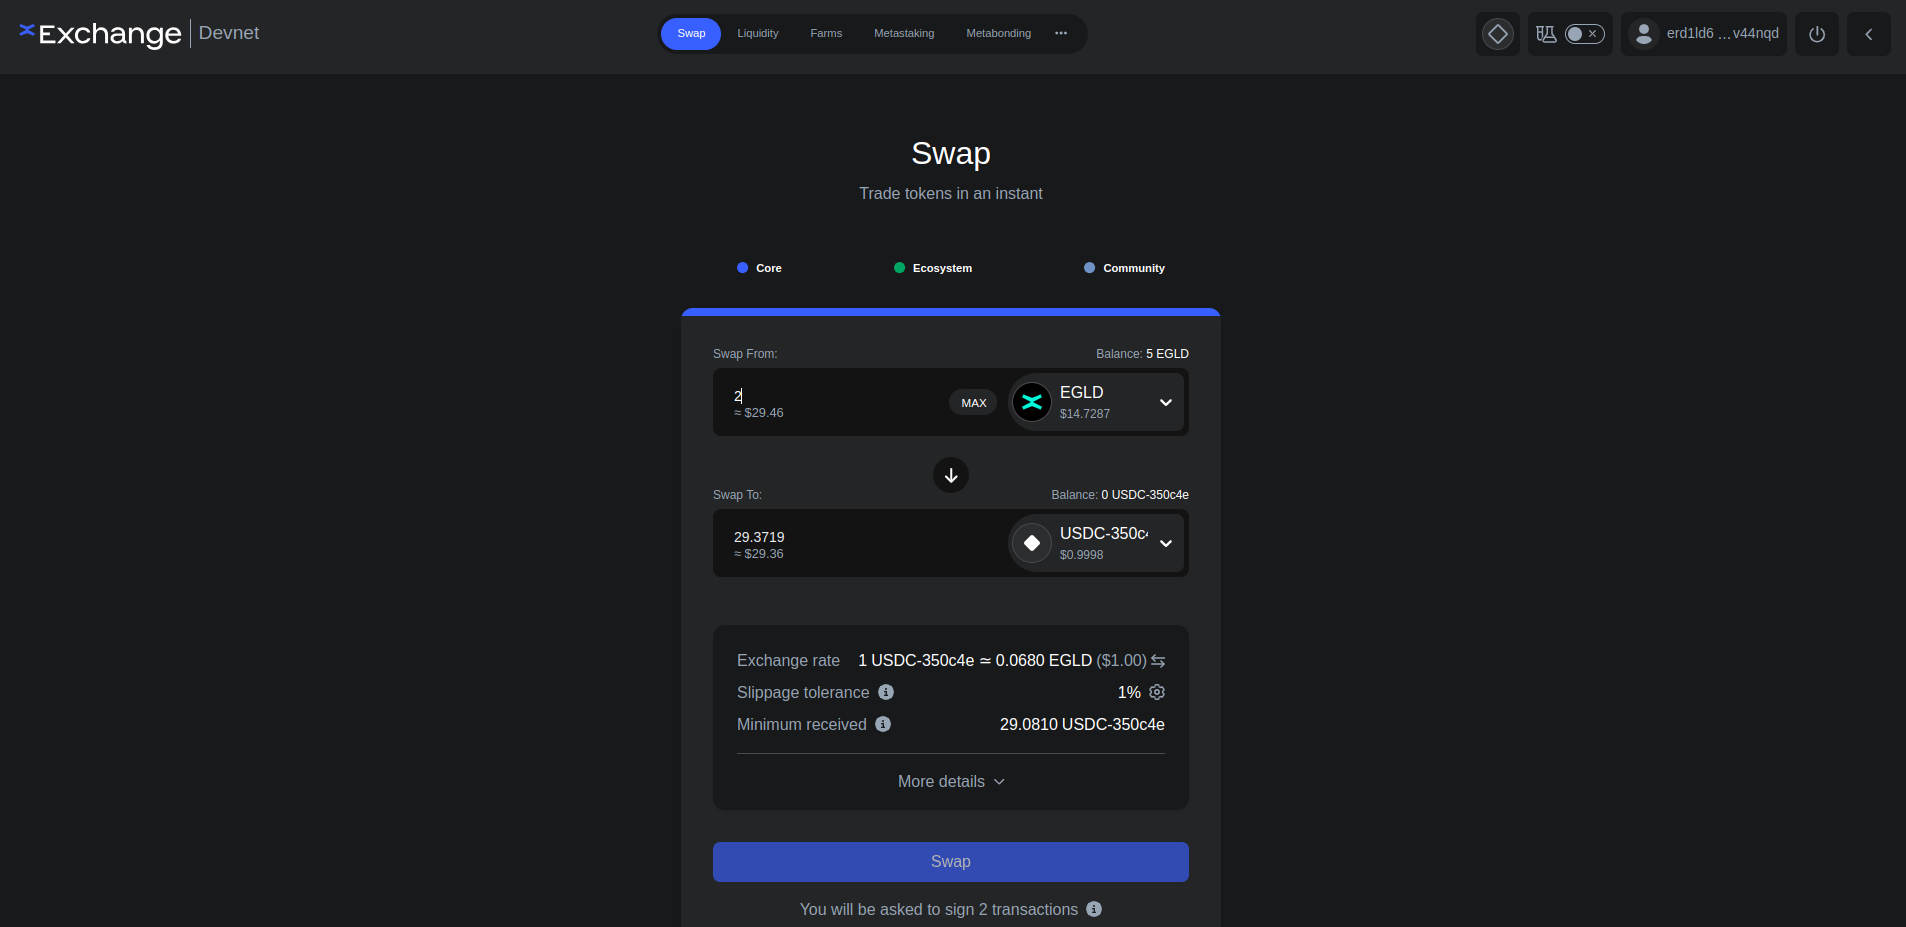 Exchange Devnet
Swap Liquidity Farms Metastaking Metabonding •••
erd1ld6 ...v44nqd
Swap
Trade tokens in an instant
Core Ecosystem Community
Swap From: Balance: 5 EGLD
2
≈ $29.46
MAX
EGLD
$14.7287
Swap To: Balance: 0 USDC-350c4e
29.3719
≈ $29.36
USDC-350c4
$0.9998
Exchange rate 1 USDC-350c4e ≃ 0.0680 EGLD ($1.00)
Slippage tolerance 1%
Minimum received 29.0810 USDC-350c4e
More details
Swap
You will be asked to sign 2 transactions